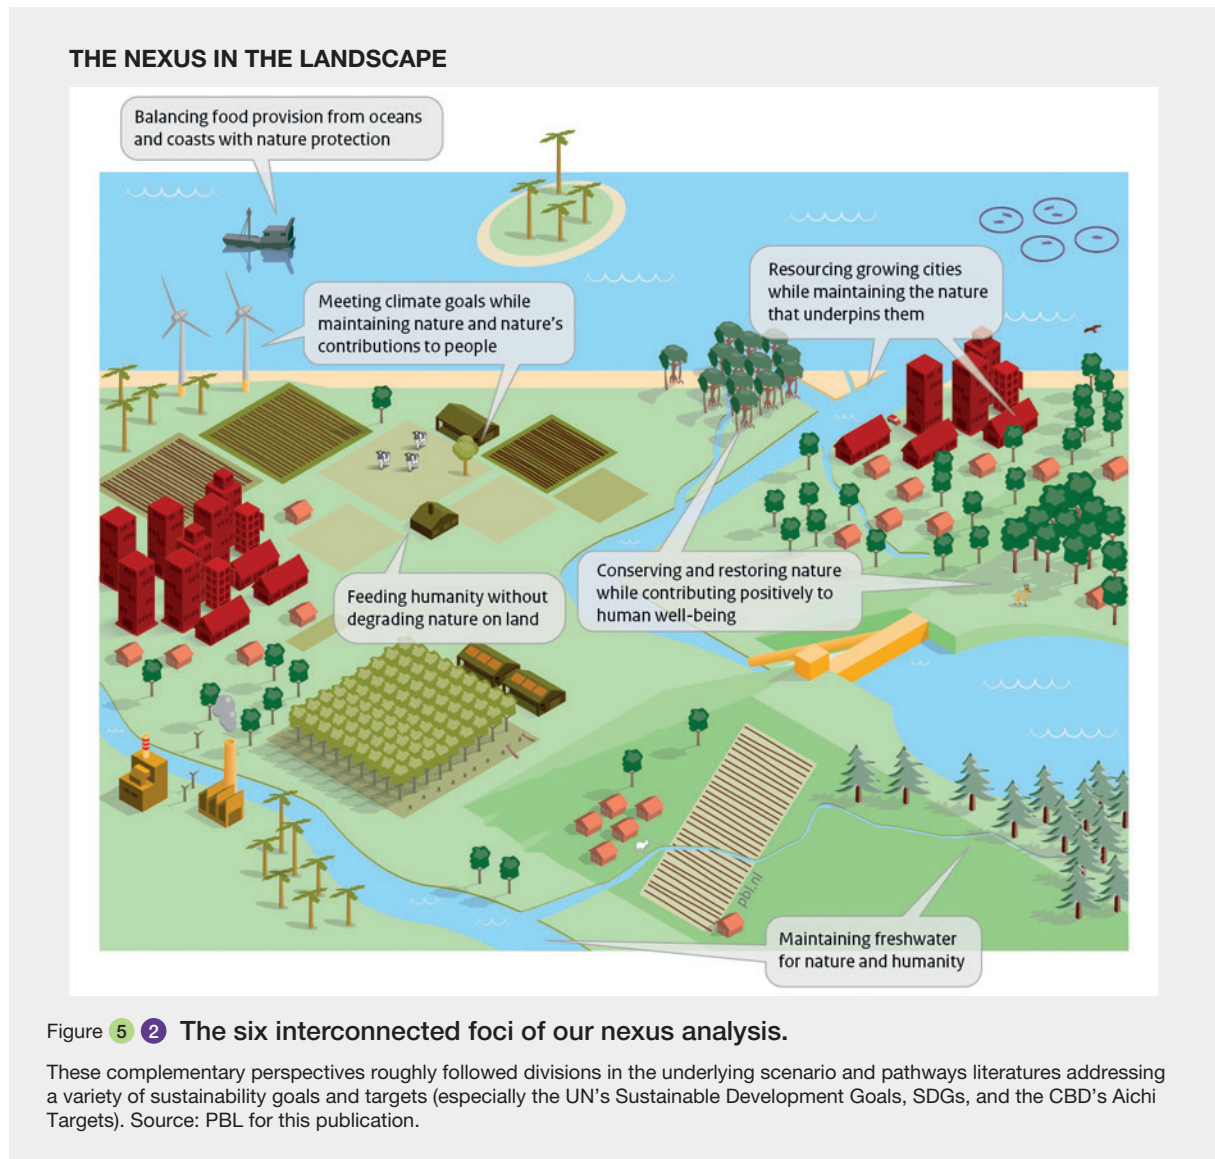 THE NEXUS IN THE LANDSCAPE
Balancing food provision from oceans
and coasts with nature protection
Resourcing growing cities
while maintaining the nature
that underpins them
Meeting climate goals while
maintaining nature and nature's
contributions to people
Conserving and restoring nature
while contributing positively to
human well-being
Feeding humanity without
degrading nature on land
pbl.nl
Maintaining freshwater
for nature and humanity
Figure 5 2 The six interconnected foci of our nexus analysis.
These complementary perspectives roughly followed divisions in the underlying scenario and pathways literatures addressing
a variety of sustainability goals and targets (especially the UN's Sustainable Development Goals, SDGs, and the CBD's Aichi
Targets). Source: PBL for this publication.